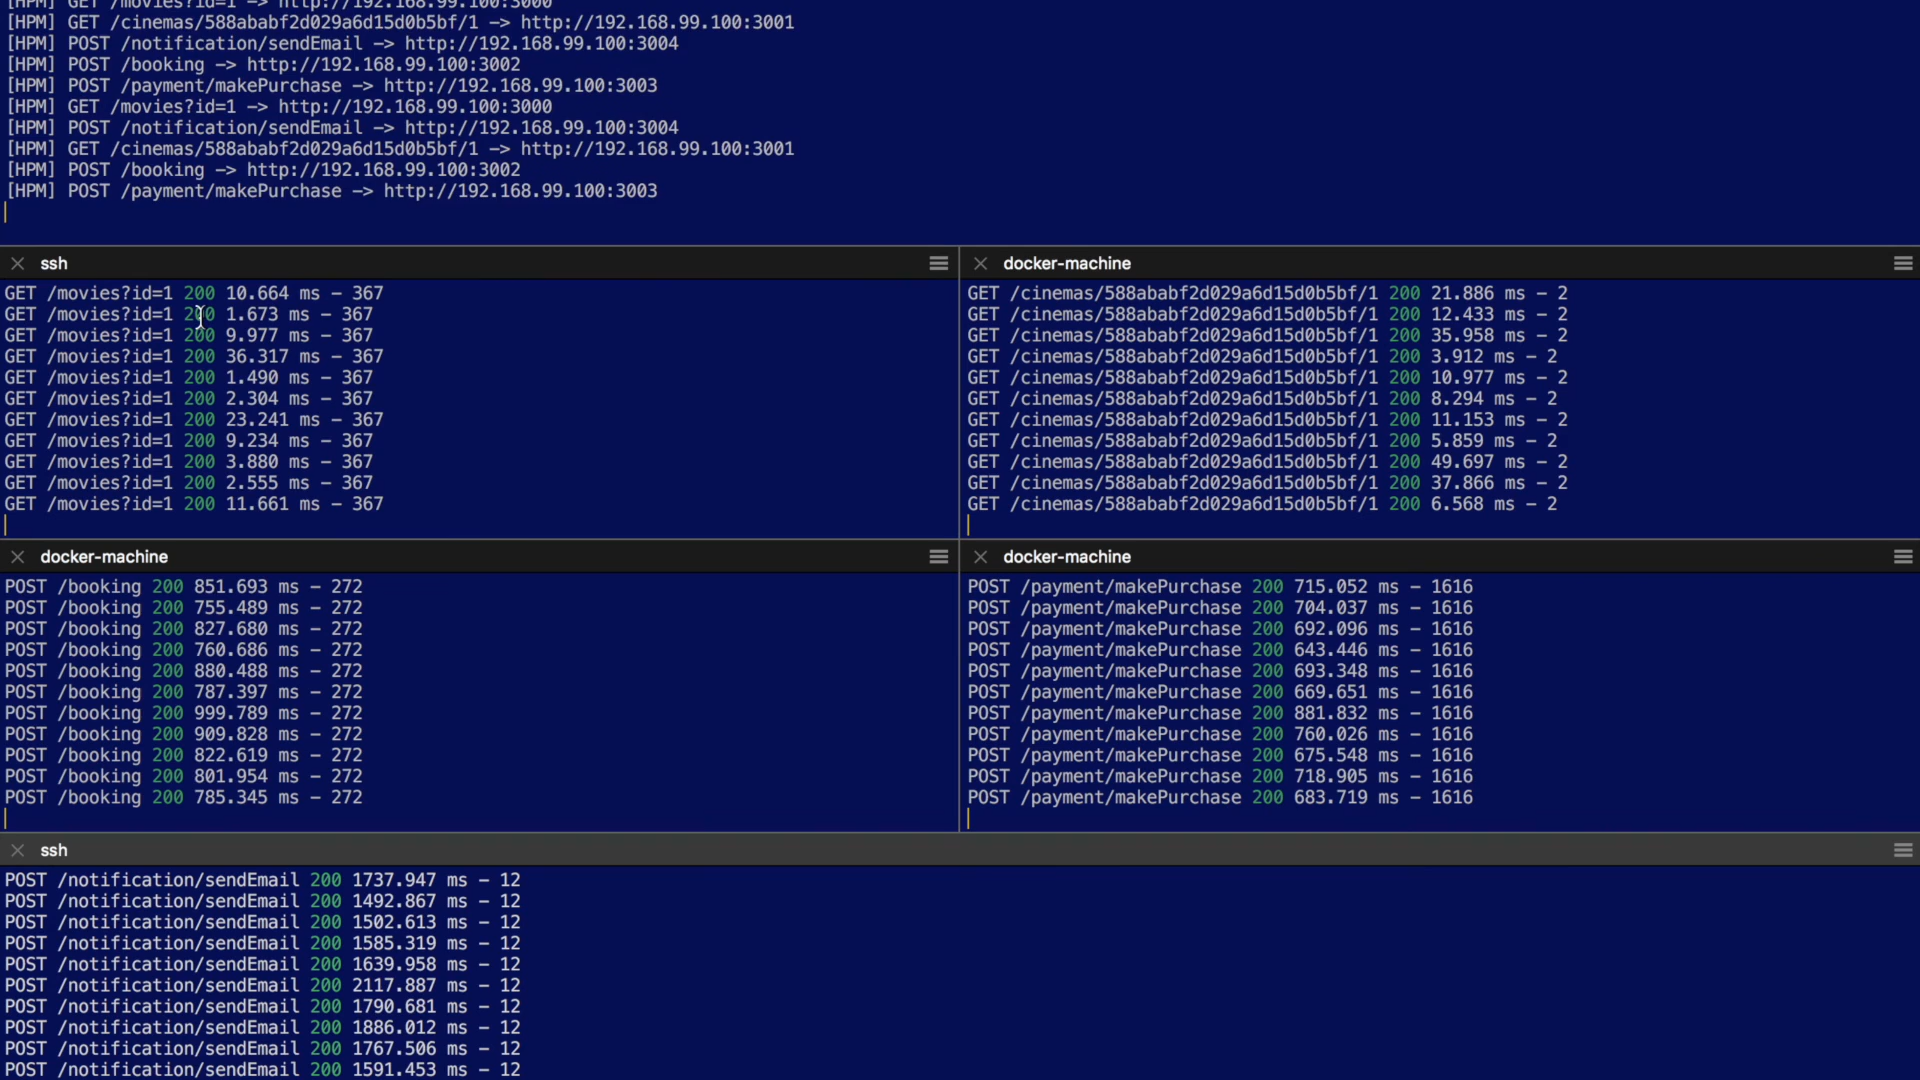 [HPM] GET /movies?id=1 -> http://192.168.99.100:3000
[HPM] GET /cinemas/588ababf2d029a6d15d0b5bf/1 -> http://192.168.99.100:3001
[HPM] POST /notification/sendEmail -> http://192.168.99.100:3004
[HPM] POST /booking -> http://192.168.99.100:3002
[HPM] POST /payment/makePurchase -> http://192.168.99.100:3003
[HPM] GET /movies?id=1 -> http://192.168.99.100:3000
[HPM] POST /notification/sendEmail -> http://192.168.99.100:3004
[HPM] GET /cinemas/588ababf2d029a6d15d0b5bf/1 -> http://192.168.99.100:3001
[HPM] POST /booking -> http://192.168.99.100:3002
[HPM] POST /payment/makePurchase -> http://192.168.99.100:3003
ssh
GET /movies?id=1 200 10.664 ms - 367
GET /movies?id=1 200 1.673 ms - 367
GET /movies?id=1 200 9.977 ms - 367
GET /movies?id=1 200 36.317 ms - 367
GET /movies?id=1 200 1.490 ms - 367
GET /movies?id=1 200 2.304 ms - 367
GET /movies?id=1 200 23.241 ms - 367
GET /movies?id=1 200 9.234 ms - 367
GET /movies?id=1 200 3.880 ms - 367
GET /movies?id=1 200 2.555 ms - 367
GET /movies?id=1 200 11.661 ms - 367
docker-machine
GET /cinemas/588ababf2d029a6d15d0b5bf/1 200 21.886 ms - 2
GET /cinemas/588ababf2d029a6d15d0b5bf/1 200 12.433 ms - 2
GET /cinemas/588ababf2d029a6d15d0b5bf/1 200 35.958 ms - 2
GET /cinemas/588ababf2d029a6d15d0b5bf/1 200 3.912 ms - 2
GET /cinemas/588ababf2d029a6d15d0b5bf/1 200 10.977 ms - 2
GET /cinemas/588ababf2d029a6d15d0b5bf/1 200 8.294 ms - 2
GET /cinemas/588ababf2d029a6d15d0b5bf/1 200 11.153 ms - 2
GET /cinemas/588ababf2d029a6d15d0b5bf/1 200 5.859 ms - 2
GET /cinemas/588ababf2d029a6d15d0b5bf/1 200 49.697 ms - 2
GET /cinemas/588ababf2d029a6d15d0b5bf/1 200 37.866 ms - 2
GET /cinemas/588ababf2d029a6d15d0b5bf/1 200 6.568 ms - 2
docker-machine
POST /booking 200 851.693 ms - 272
POST /booking 200 755.489 ms - 272
POST /booking 200 827.680 ms - 272
POST /booking 200 760.686 ms - 272
POST /booking 200 880.488 ms - 272
POST /booking 200 787.397 ms - 272
POST /booking 200 999.789 ms - 272
POST /booking 200 909.828 ms - 272
POST /booking 200 822.619 ms - 272
POST /booking 200 801.954 ms - 272
POST /booking 200 785.345 ms - 272
docker-machine
POST /payment/makePurchase 200 715.052 ms - 1616
POST /payment/makePurchase 200 704.037 ms - 1616
POST /payment/makePurchase 200 692.096 ms - 1616
POST /payment/makePurchase 200 643.446 ms - 1616
POST /payment/makePurchase 200 693.348 ms - 1616
POST /payment/makePurchase 200 669.651 ms - 1616
POST /payment/makePurchase 200 881.832 ms - 1616
POST /payment/makePurchase 200 760.026 ms - 1616
POST /payment/makePurchase 200 675.548 ms - 1616
POST /payment/makePurchase 200 718.905 ms - 1616
POST /payment/makePurchase 200 683.719 ms - 1616
ssh
POST /notification/sendEmail 200 1737.947 ms - 12
POST /notification/sendEmail 200 1492.867 ms - 12
POST /notification/sendEmail 200 1502.613 ms - 12
POST /notification/sendEmail 200 1585.319 ms - 12
POST /notification/sendEmail 200 1639.958 ms - 12
POST /notification/sendEmail 200 2117.887 ms - 12
POST /notification/sendEmail 200 1790.681 ms - 12
POST /notification/sendEmail 200 1886.012 ms - 12
POST /notification/sendEmail 200 1767.506 ms - 12
POST /notification/sendEmail 200 1591.453 ms - 12